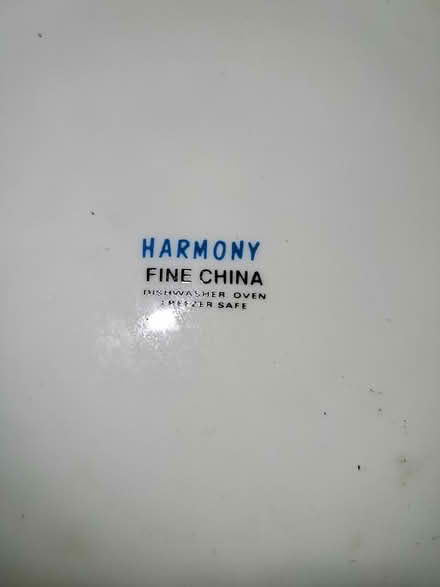 HARMONY
FINE CHINA
DISHWASHER OVEN
FREEZER SAFE